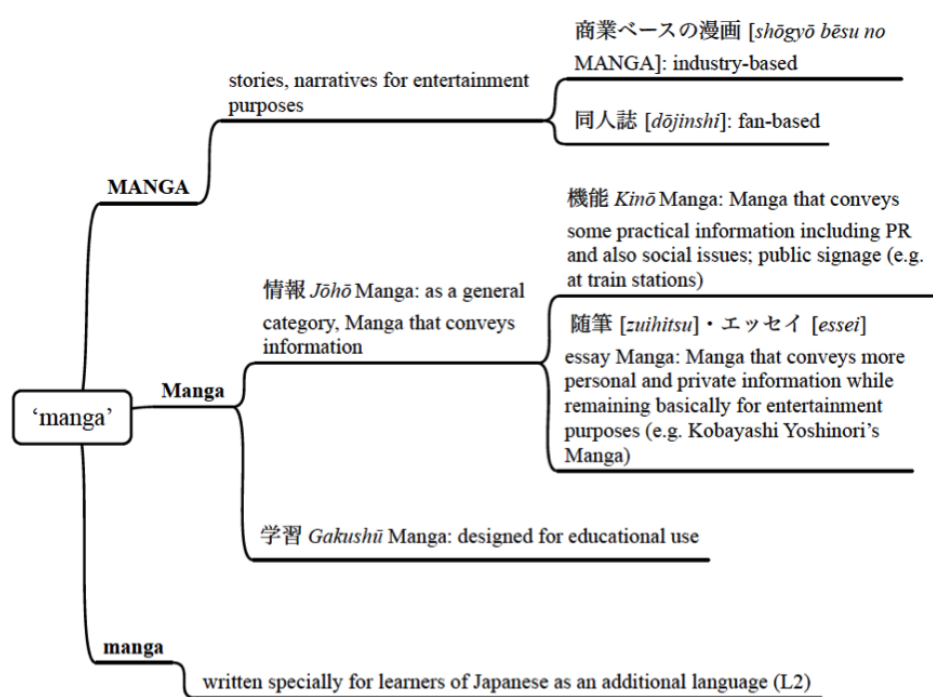 商業ベースの漫画 [shōgyō bēsu no
MANGA]: industry-based
stories, narratives for entertainment
purposes
同人誌 [dōjinshi]: fan-based
MANGA
機能 Kinō Manga: Manga that conveys
some practical information including PR
and also social issues; public signage (e.g.
at train stations)
情報 Jōhō Manga: as a general
category, Manga that conveys
information
随筆 [zuihitsu]・エッセイ [essei]
essay Manga: Manga that conveys more
personal and private information while
remaining basically for entertainment
purposes (e.g. Kobayashi Yoshinori’s
Manga)
Manga
‘manga’
学習 Gakushū Manga: designed for educational use
manga
written specially for learners of Japanese as an additional language (L2)